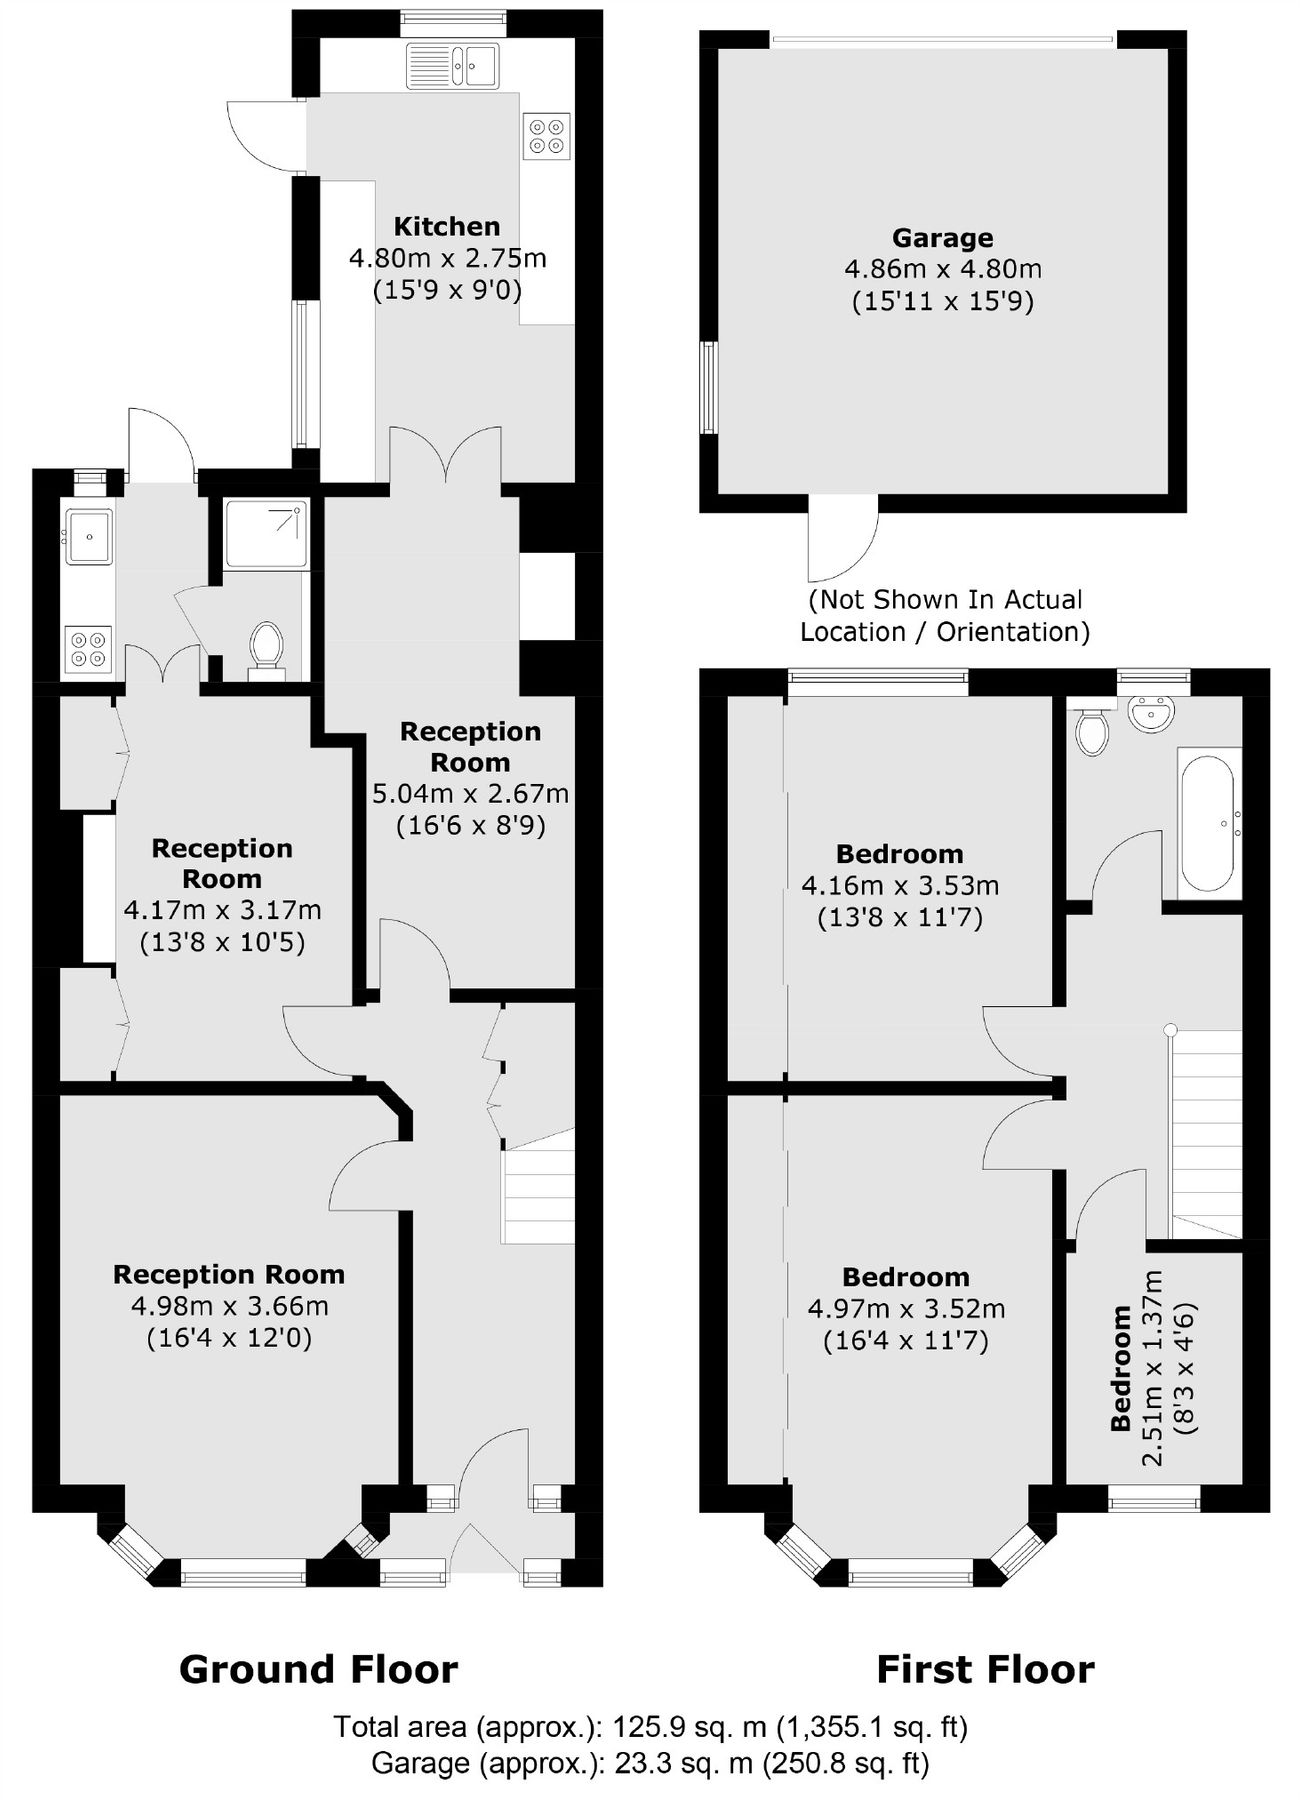 Kitchen
4.80m x 2.75m
(15'9 x 9'0)
Garage
4.86m x 4.80m
(15'11 x 15'9)
(Not Shown In Actual
Location / Orientation)
Reception
Room
5.04m x 2.67m
(16'6 x 8'9)
Reception
Room
4.17m x 3.17m
(13'8 x 10'5)
Reception Room
4.98m x 3.66m
(16'4 x 12'0)
Bedroom
4.16m x 3.53m
(13'8 x 11'7)
Bedroom
4.97m x 3.52m
(16'4 x 11'7)
Bedroom
2.51m x 1.37m
(8'3 x 4'6)
Ground Floor
First Floor
Total area (approx.): 125.9 sq. m (1,355.1 sq. ft)
Garage (approx.): 23.3 sq. m (250.8 sq. ft)